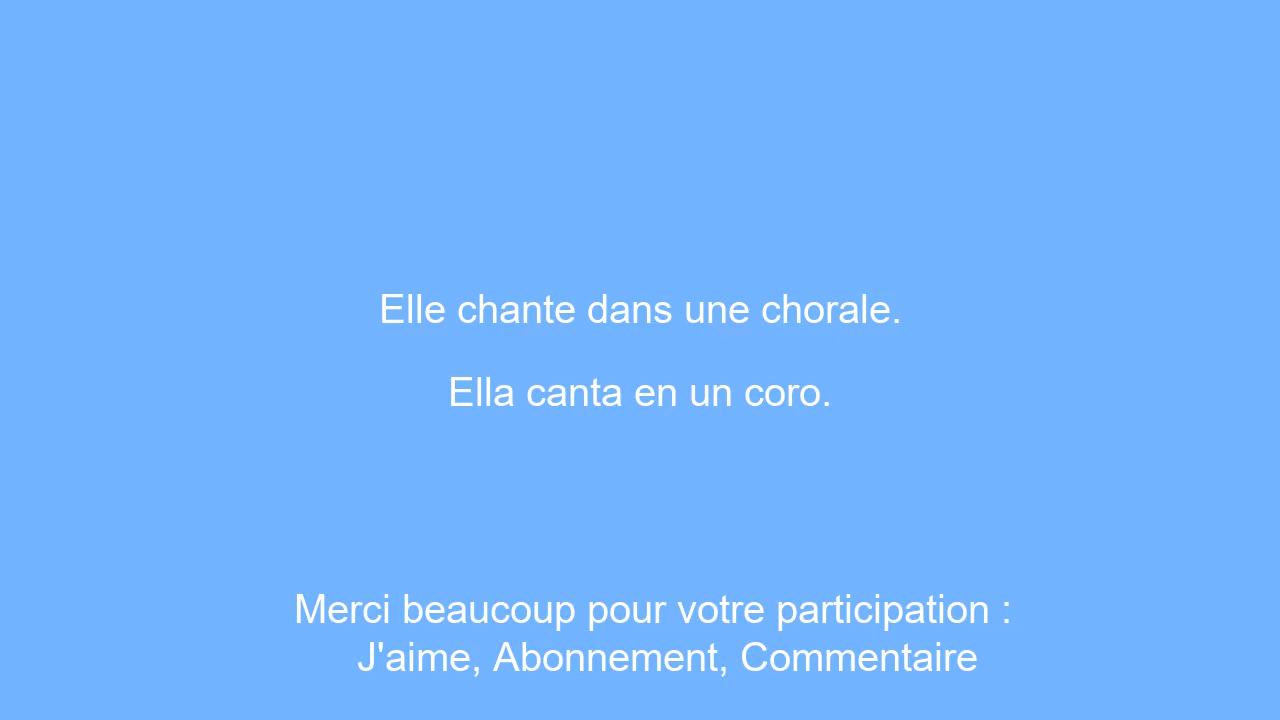 Elle chante dans une chorale.
Ella canta en un coro.
Merci beaucoup pour votre participation :
J'aime, Abonnement, Commentaire